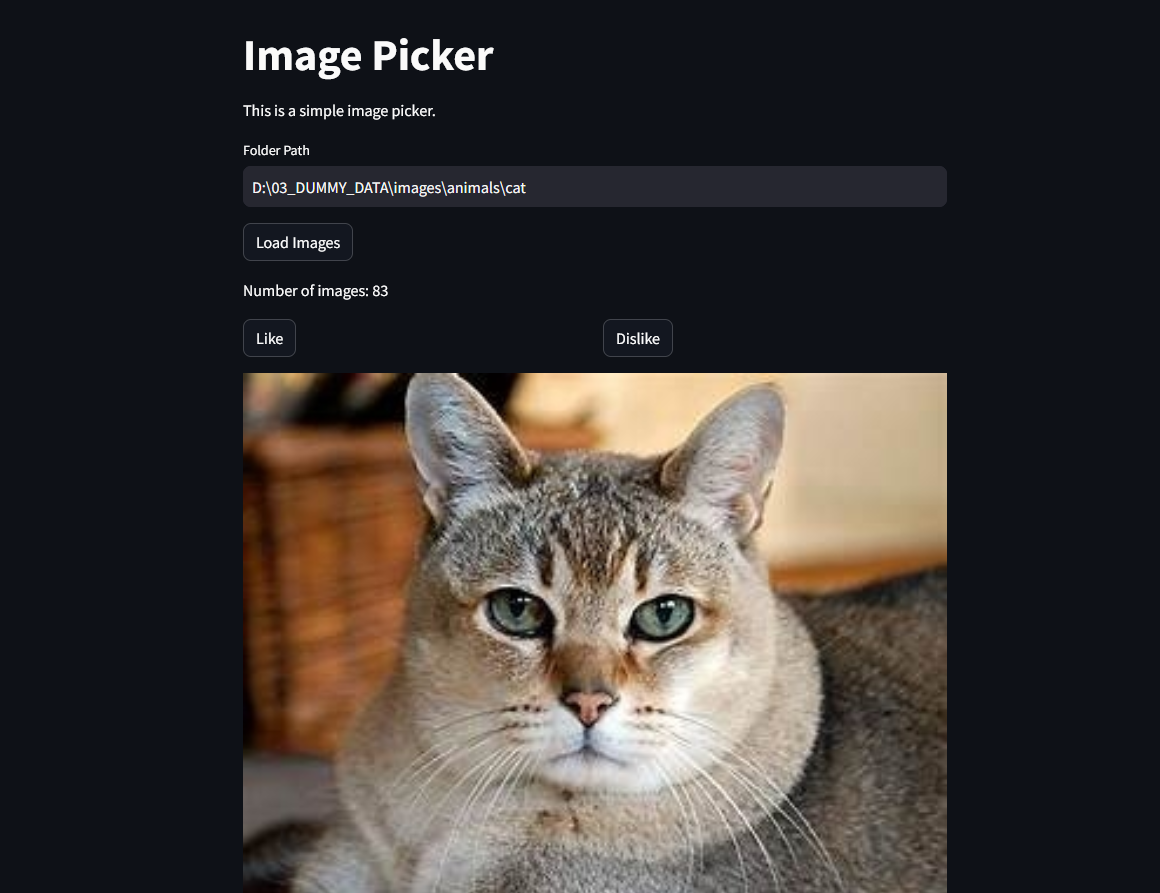 Image Picker
This is a simple image picker.
Folder Path
D:\03_DUMMY_DATA\images\animals\cat
Load Images
Number of images: 83
Like Dislike